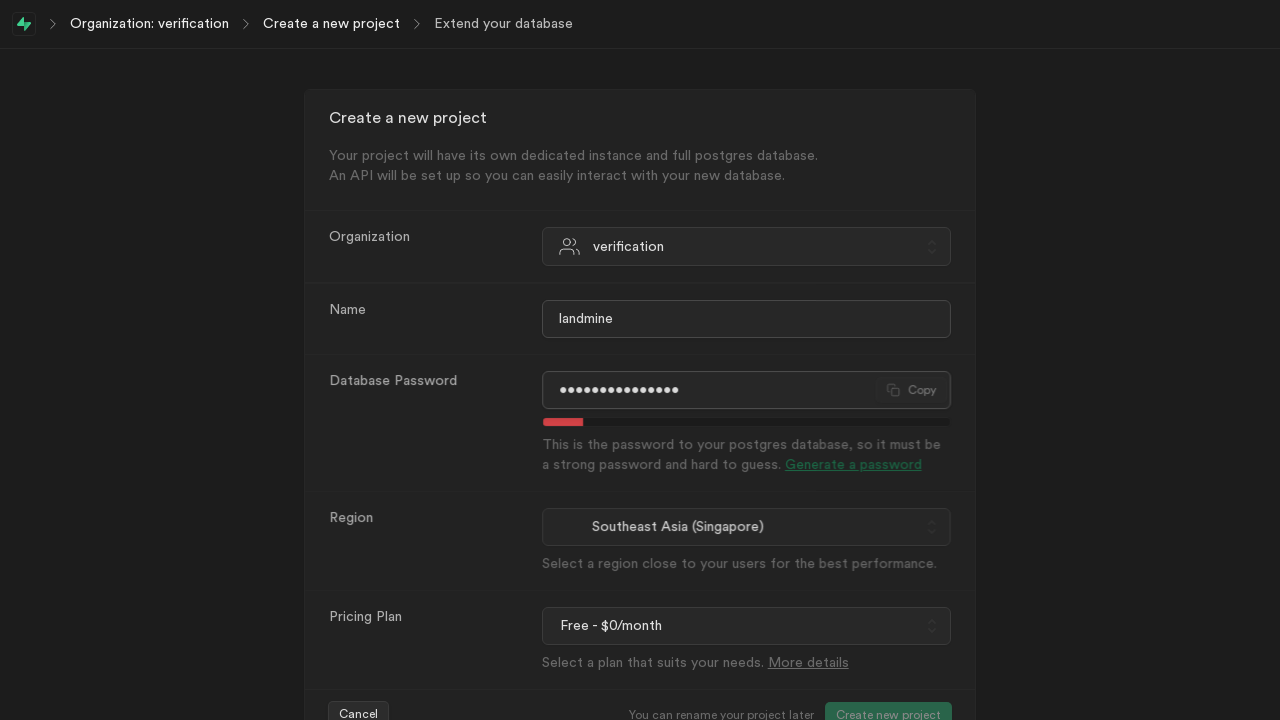 Organization: verification
Create a new project
Extend your database
Create a new project
Your project will have its own dedicated instance and full postgres database.
An API will be set up so you can easily interact with your new database.
Organization
verification
Name
landmine
Database Password
•••••••••••••••
Copy
This is the password to your postgres database, so it must be
a strong password and hard to guess. Generate a password
Region
Southeast Asia (Singapore)
Select a region close to your users for the best performance.
Pricing Plan
Free - $0/month
Select a plan that suits your needs. More details
Cancel
You can rename your project later
Create new project